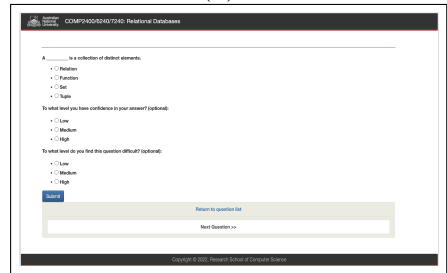 Australian
National
University
COMP2400/6240/7240: Relational Databases
A ________ is a collection of distinct elements.
• Relation
• Function
• Set
• Tuple
To what level you have confidence in your answer? (optional):
• Low
• Medium
• High
To what level do you find this question difficult? (optional):
• Low
• Medium
• High
Submit
Return to question list
Next Question >>
Copyright © 2022, Research School of Computer Science